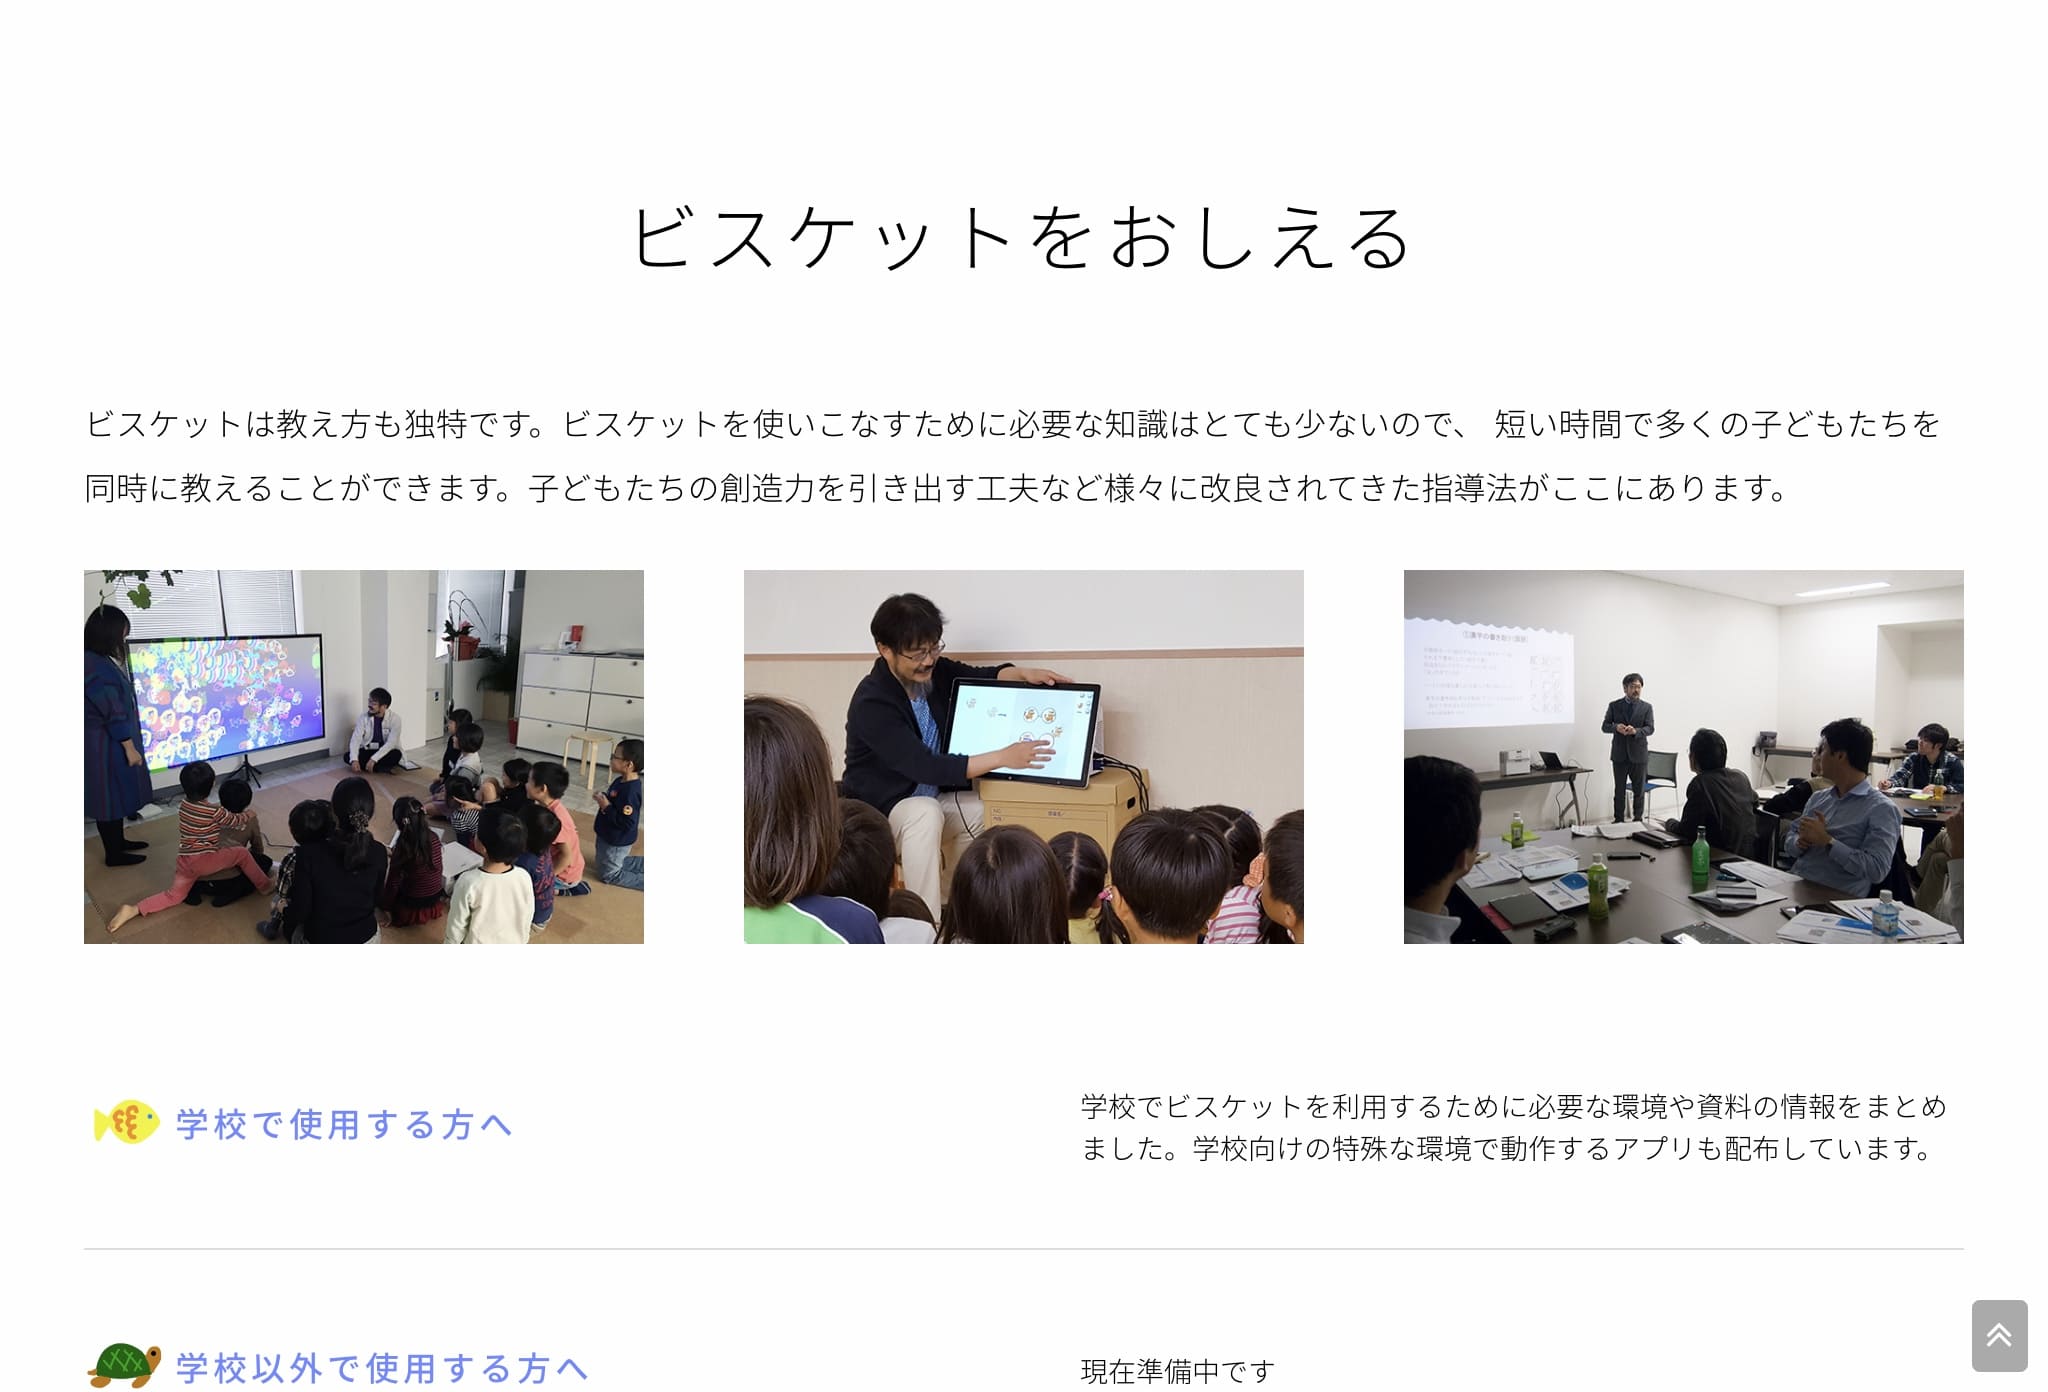 ビスケットをおしえる
ビスケットは教え方も独特です。ビスケットを使いこなすために必要な知識はとても少ないので、 短い時間で多くの子どもたちを
同時に教えることができます。子どもたちの創造力を引き出す工夫など様々に改良されてきた指導法がここにあります。
学校で使用する方へ
学校でビスケットを利用するために必要な環境や資料の情報をまとめ
ました。学校向けの特殊な環境で動作するアプリも配布しています。
学校以外で使用する方へ
現在準備中です